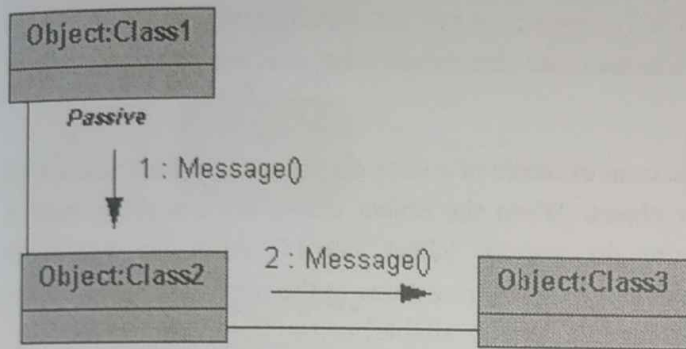 Object:Class1
Passive
1 : Message()
Object:Class2
2 : Message()
Object:Class3